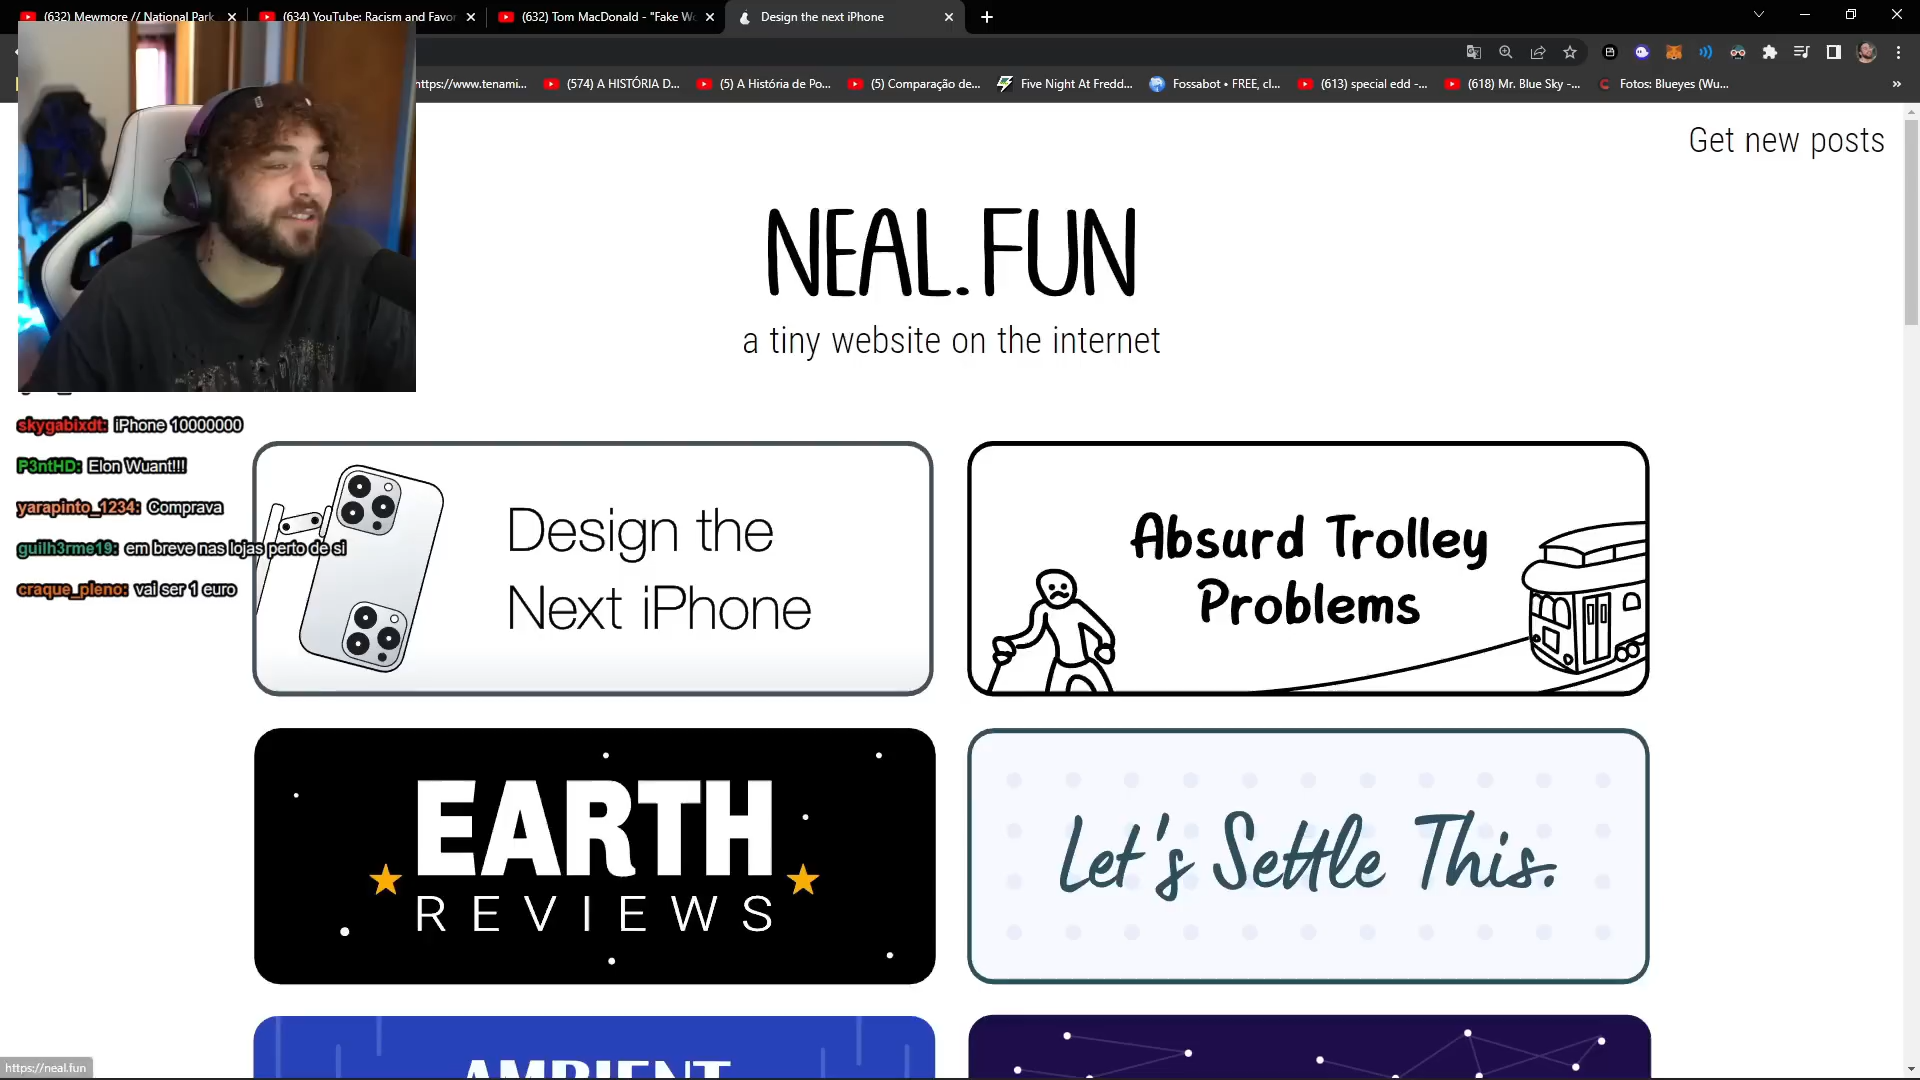 (632) Mewmore // National Park
(634) YouTube: Racism and Favor
(632) Tom MacDonald - "Fake Wo
Design the next iPhone
https://www.tenami...
(574) A HISTÓRIA D...
(5) A História de Po...
(5) Comparação de...
Five Night At Fredd...
Fossabot • FREE, cl...
(613) special edd -...
(618) Mr. Blue Sky -...
Fotos: Blueyes (Wu...
Get new posts
NEAL.FUN
a tiny website on the internet
skygabixdt: iPhone 10000000
P3ntHD: Elon Wuant!!!
yarapinto_1234: Comprava
guilh3rme19: em breve nas lojas perto de si
craque_pleno: vai ser 1 euro
Design the
Next iPhone
Absurd Trolley
Problems
EARTH
REVIEWS
Let's Settle This.
AMBIENT
https://neal.fun